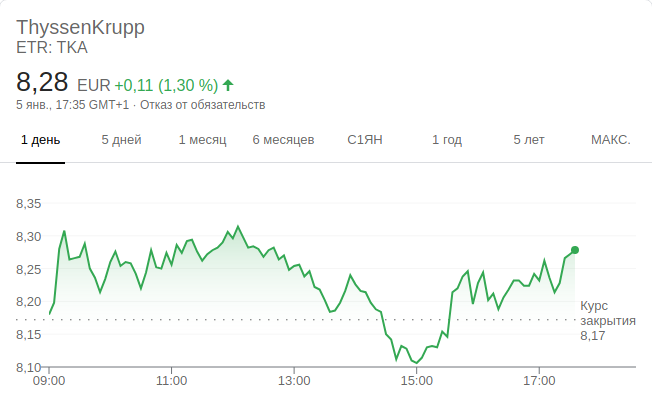 ThyssenKrupp
ETR: TKA
8,28 EUR +0,11 (1,30 %)
5 янв., 17:35 GMT+1 · Отказ от обязательств
1 день 5 дней 1 месяц 6 месяцев С1ЯН 1 год 5 лет МАКС.
8,35
8,30
8,25
8,20
Курс
закрытия
8,17
8,15
8,10
09:00 11:00 13:00 15:00 17:00